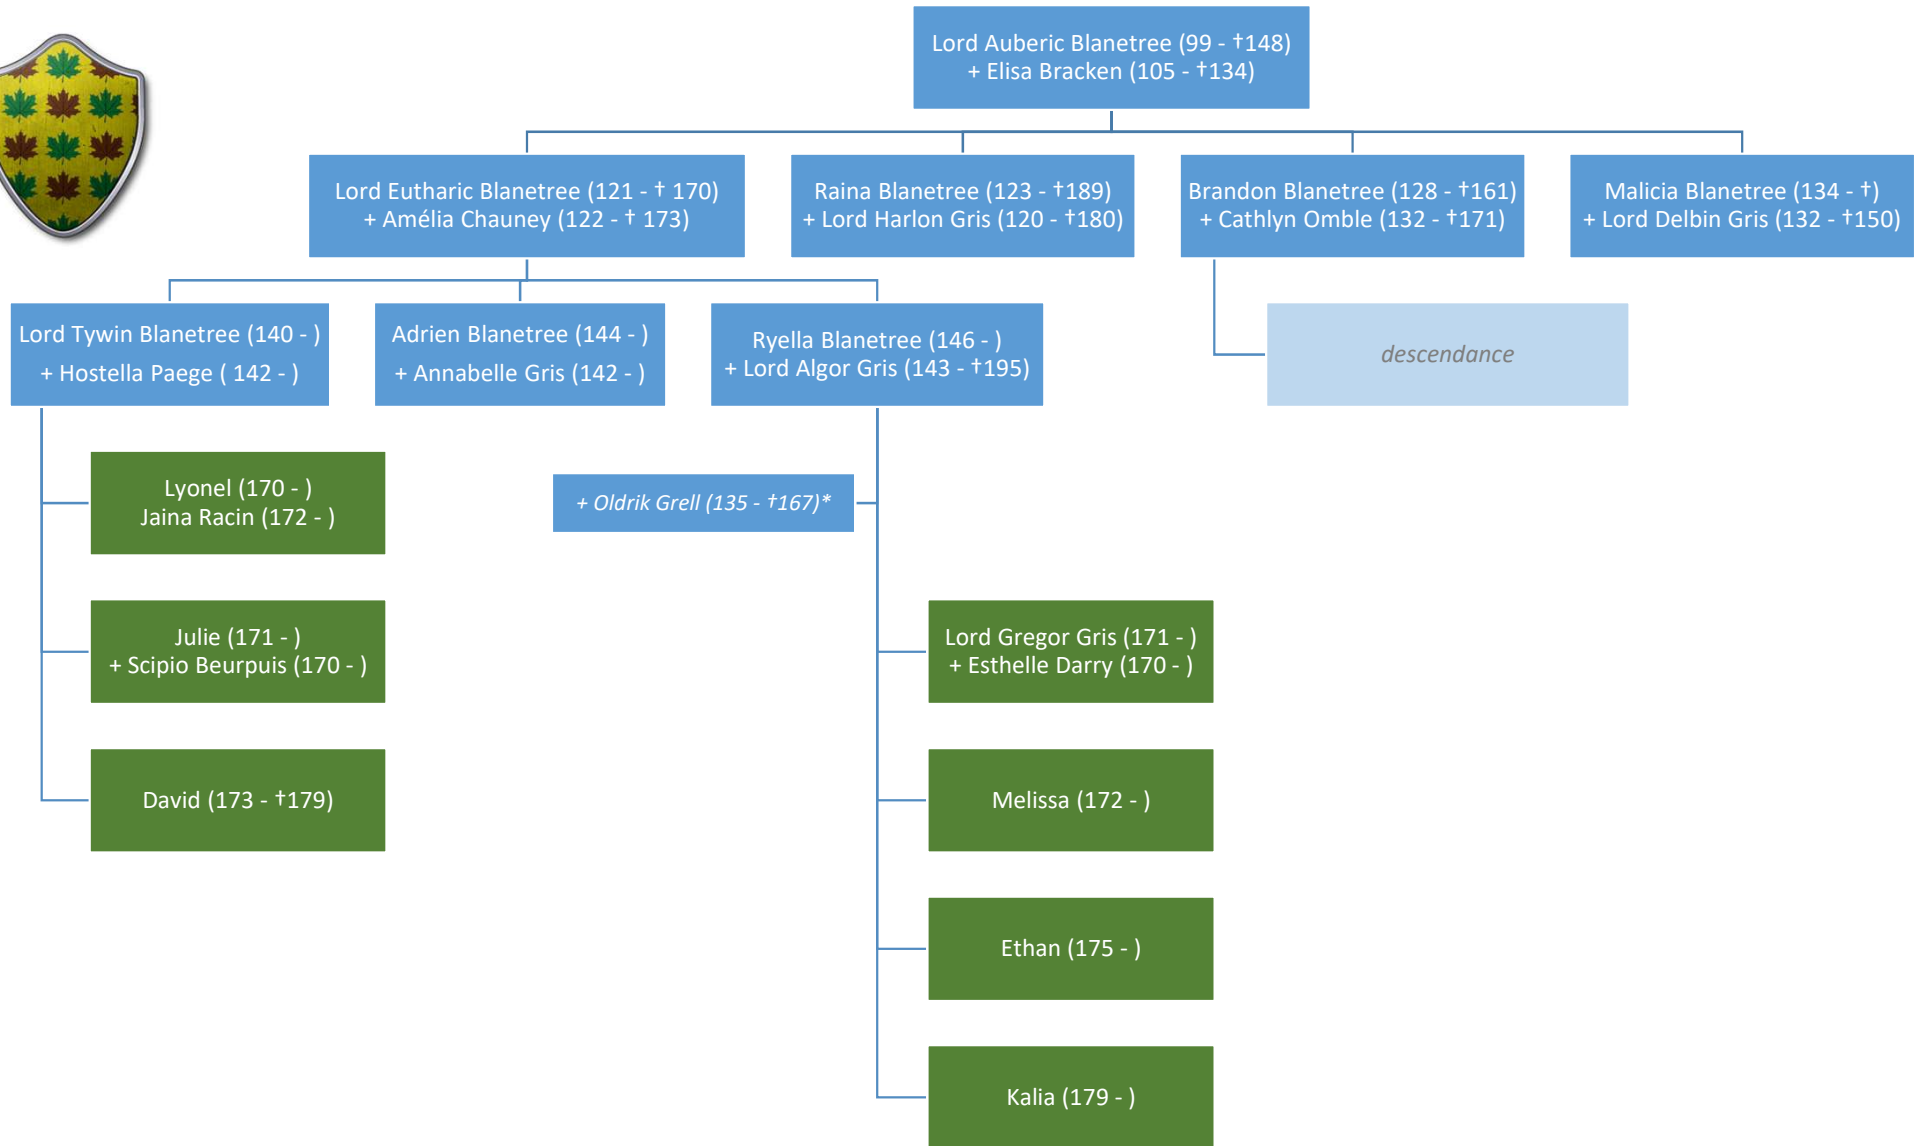 Lord Auberic Blanetree (99 - †148)
+ Elisa Bracken (105 - †134)
Lord Eutharic Blanetree (121 - † 170)
+ Amélia Chauney (122 - † 173)
Raina Blanetree (123 - †189)
+ Lord Harlon Gris (120 - †180)
Brandon Blanetree (128 - †161)
+ Cathlyn Omble (132 - †171)
Malicia Blanetree (134 - †)
+ Lord Delbin Gris (132 - †150)
Lord Tywin Blanetree (140 - )
+ Hostella Paege ( 142 - )
Adrien Blanetree (144 - )
+ Annabelle Gris (142 - )
Ryella Blanetree (146 - )
+ Lord Algor Gris (143 - †195)
descendance
Lyonel (170 - )
Jaina Racin (172 - )
+ Oldrik Grell (135 - †167)*
Julie (171 - )
+ Scipio Beurpuis (170 - )
Lord Gregor Gris (171 - )
+ Esthelle Darry (170 - )
David (173 - †179)
Melissa (172 - )
Ethan (175 - )
Kalia (179 - )